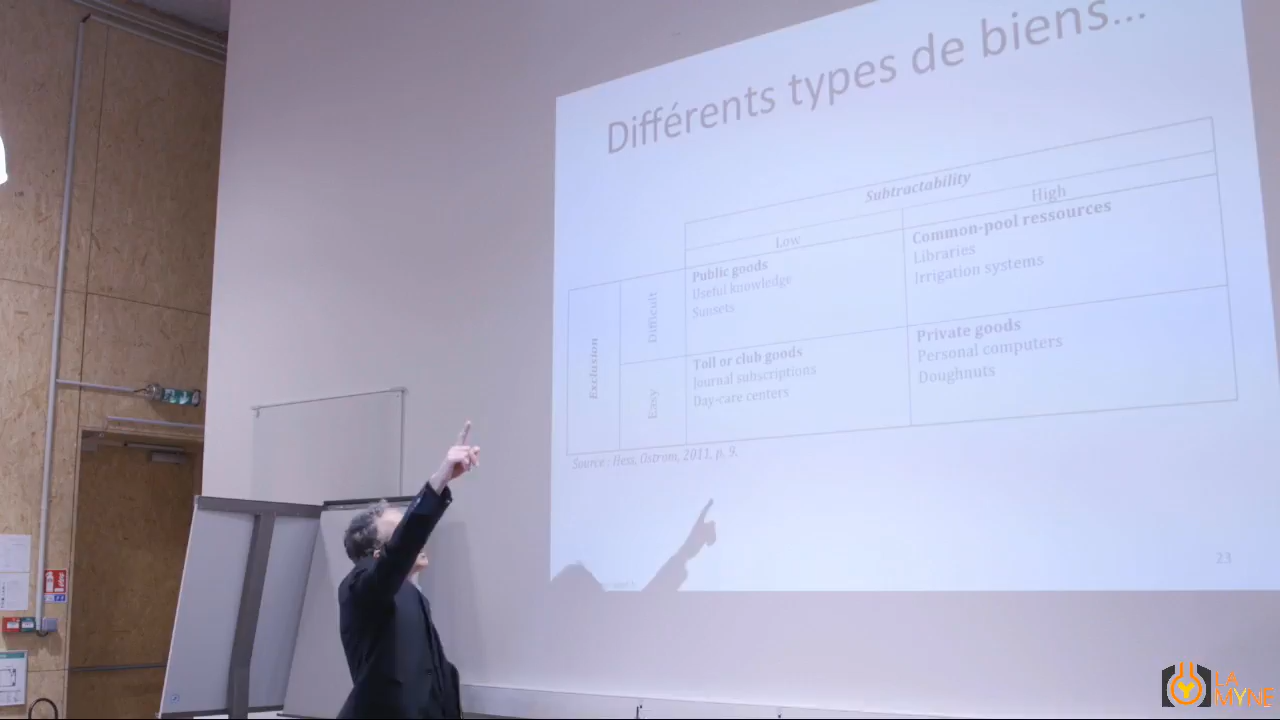 Différents types de biens...
Subtractability
Low
High
Exclusion
Difficult
Public goods
Useful knowledge
Sunsets
Common-pool ressources
Libraries
Irrigation systems
Easy
Toll or club goods
Journal subscriptions
Day-care centers
Private goods
Personal computers
Doughnuts
Source : Hess, Ostrom, 2011, p. 9.
23
LA
MYNE